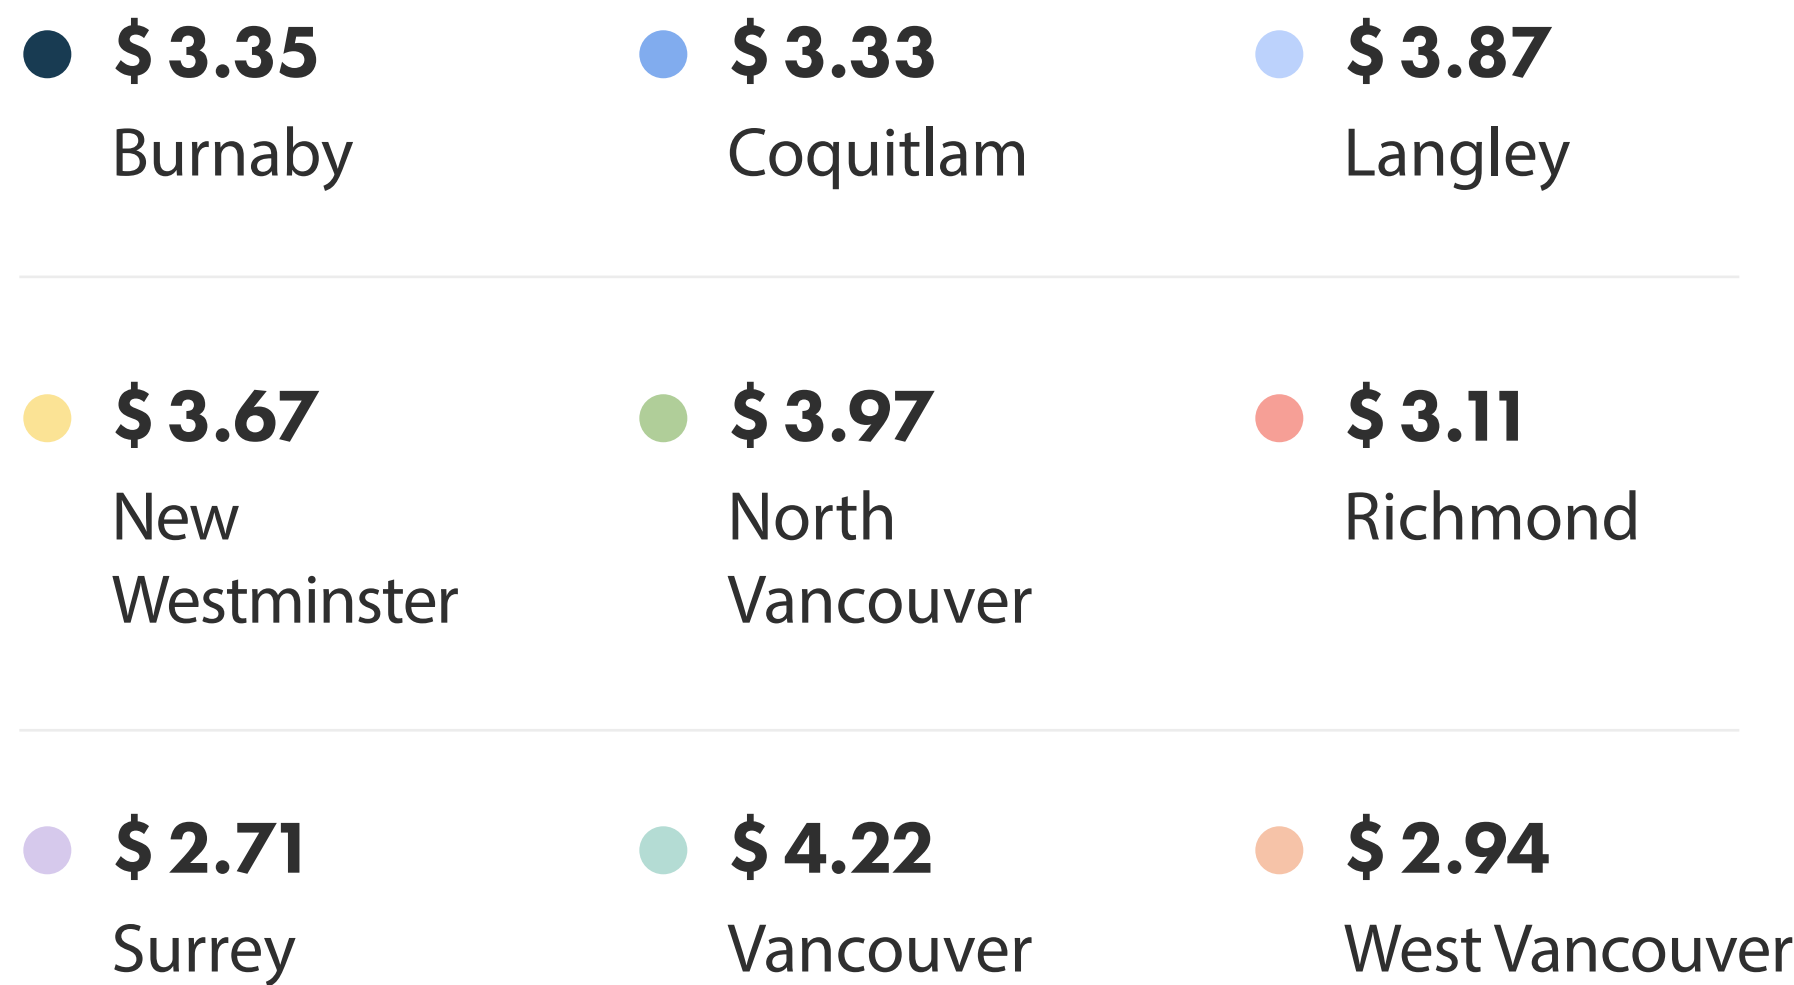 $ 3.35
Burnaby
$ 3.33
Coquitlam
$ 3.87
Langley
$ 3.67
New
Westminster
$ 3.97
North
Vancouver
$ 3.11
Richmond
$ 2.71
Surrey
$ 4.22
Vancouver
$ 2.94
West Vancouver